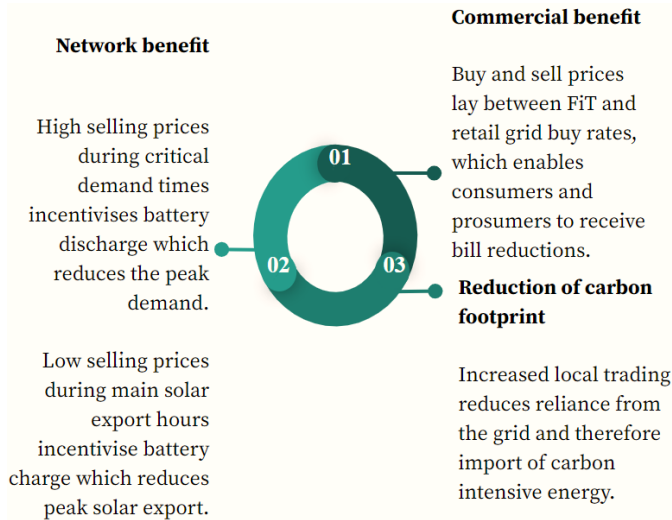 Network benefit
High selling prices
during critical
demand times
incentivises battery
discharge which
reduces the peak
demand.
Low selling prices
during main solar
export hours
incentivise battery
charge which reduces
peak solar export.
01
02
03
Commercial benefit
Buy and sell prices
lay between FiT and
retail grid buy rates,
which enables
consumers and
prosumers to receive
bill reductions.
Reduction of carbon
footprint
Increased local trading
reduces reliance from
the grid and therefore
import of carbon
intensive energy.